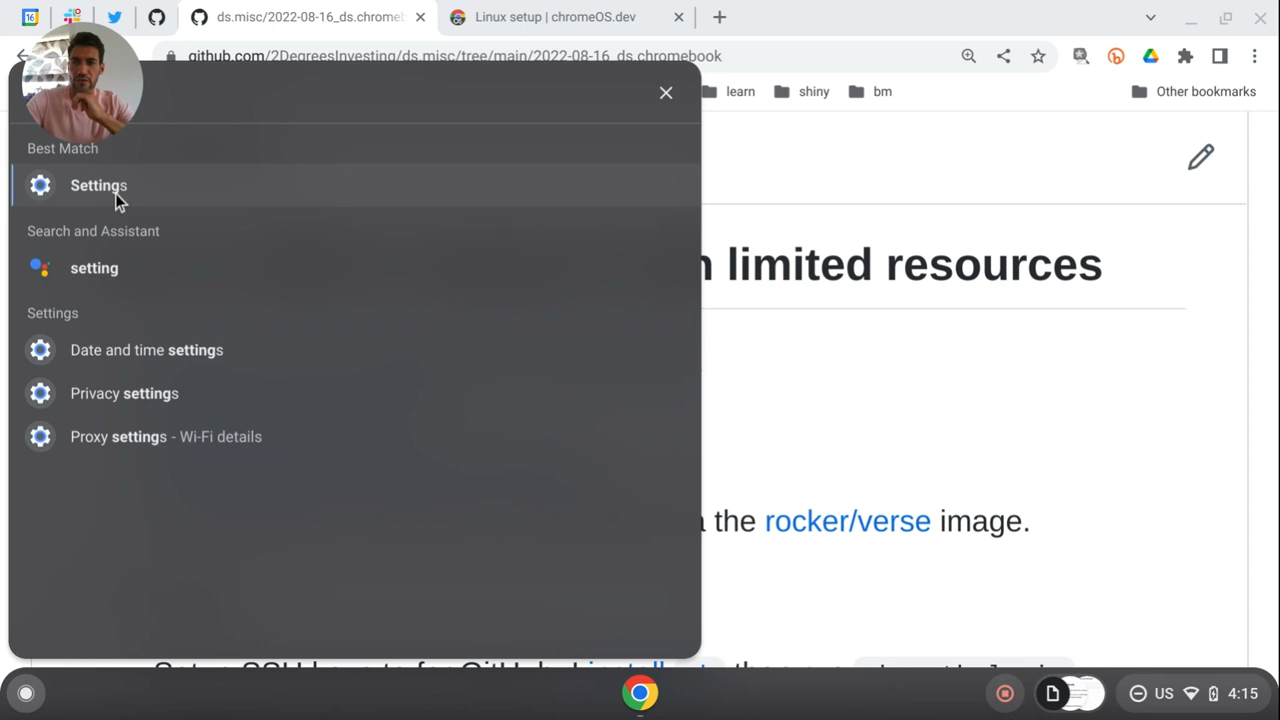 16
ds.misc/2022-08-16_ds.chromeb
Linux setup | chromeOS.dev
github.com/2DegreesInvesting/ds.misc/tree/main/2022-08-16_ds.chromebook
learn
shiny
bm
Other bookmarks
Best Match
Settings
Search and Assistant
setting
Settings
Date and time settings
Privacy settings
Proxy settings - Wi-Fi details
n limited resources
the rocker/verse image.
US
4:15